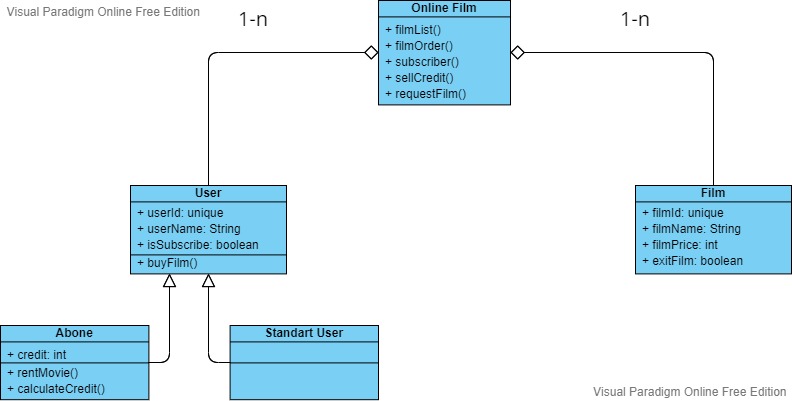 Visual Paradigm Online Free Edition
1-n
Online Film
+ filmList()
+ filmOrder()
+ subscriber()
+ sellCredit()
+ requestFilm()
1-n
User
+ userId: unique
+ userName: String
+ isSubscribe: boolean
+ buyFilm()
Film
+ filmId: unique
+ filmName: String
+ filmPrice: int
+ exitFilm: boolean
Abone
+ credit: int
+ rentMovie()
+ calculateCredit()
Standart User
Visual Paradigm Online Free Edition